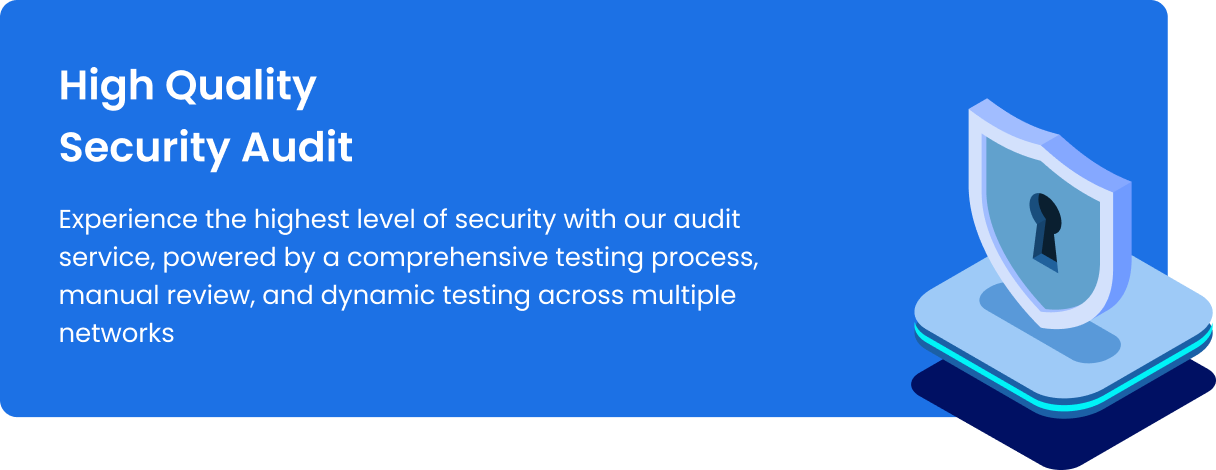 High Quality
Security Audit
Experience the highest level of security with our audit
service, powered by a comprehensive testing process,
manual review, and dynamic testing across multiple
networks